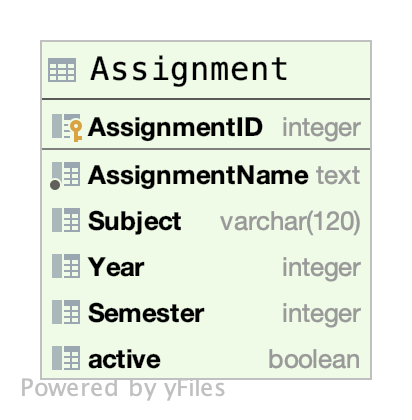 Assignment
AssignmentID integer
AssignmentName text
Subject varchar(120)
Year integer
Semester integer
active boolean
Powered by yFiles